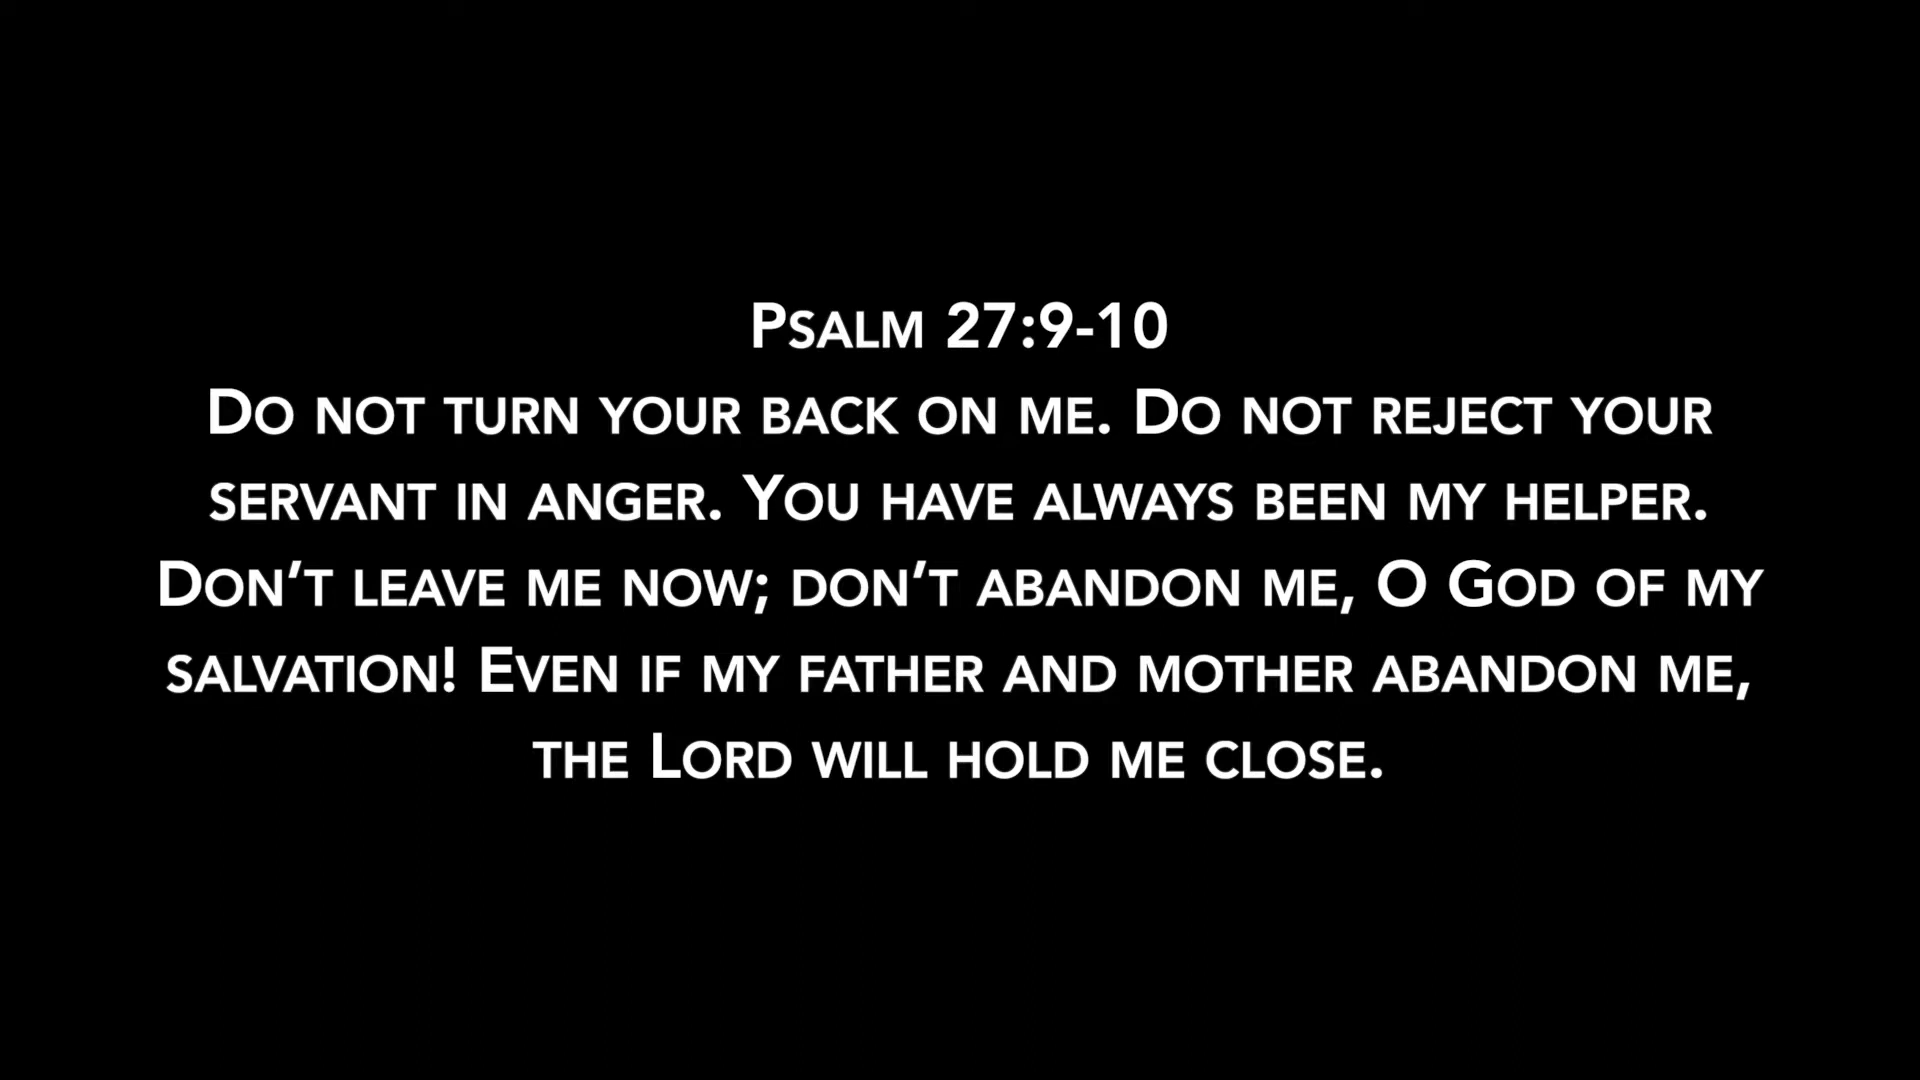 Psalm 27:9-10
Do not turn your back on me. Do not reject your
servant in anger. You have always been my helper.
Don’t leave me now; don’t abandon me, O God of my
salvation! Even if my father and mother abandon me,
the Lord will hold me close.